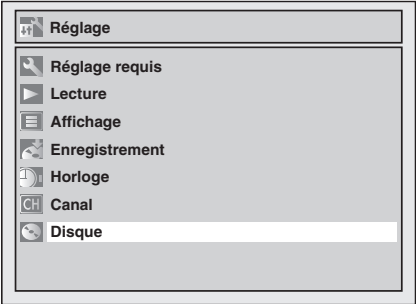 Réglage
Réglage requis
Lecture
Affichage
Enregistrement
Horloge
CH Canal
Disque